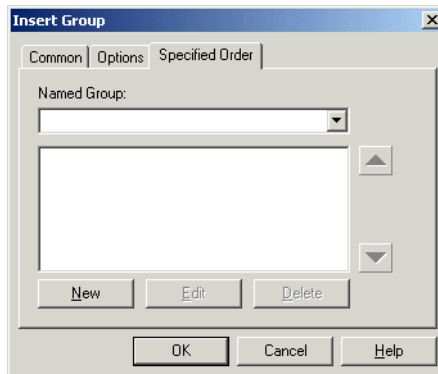 Insert Group
Common Options Specified Order
Named Group:
New Edit Delete
OK Cancel Help